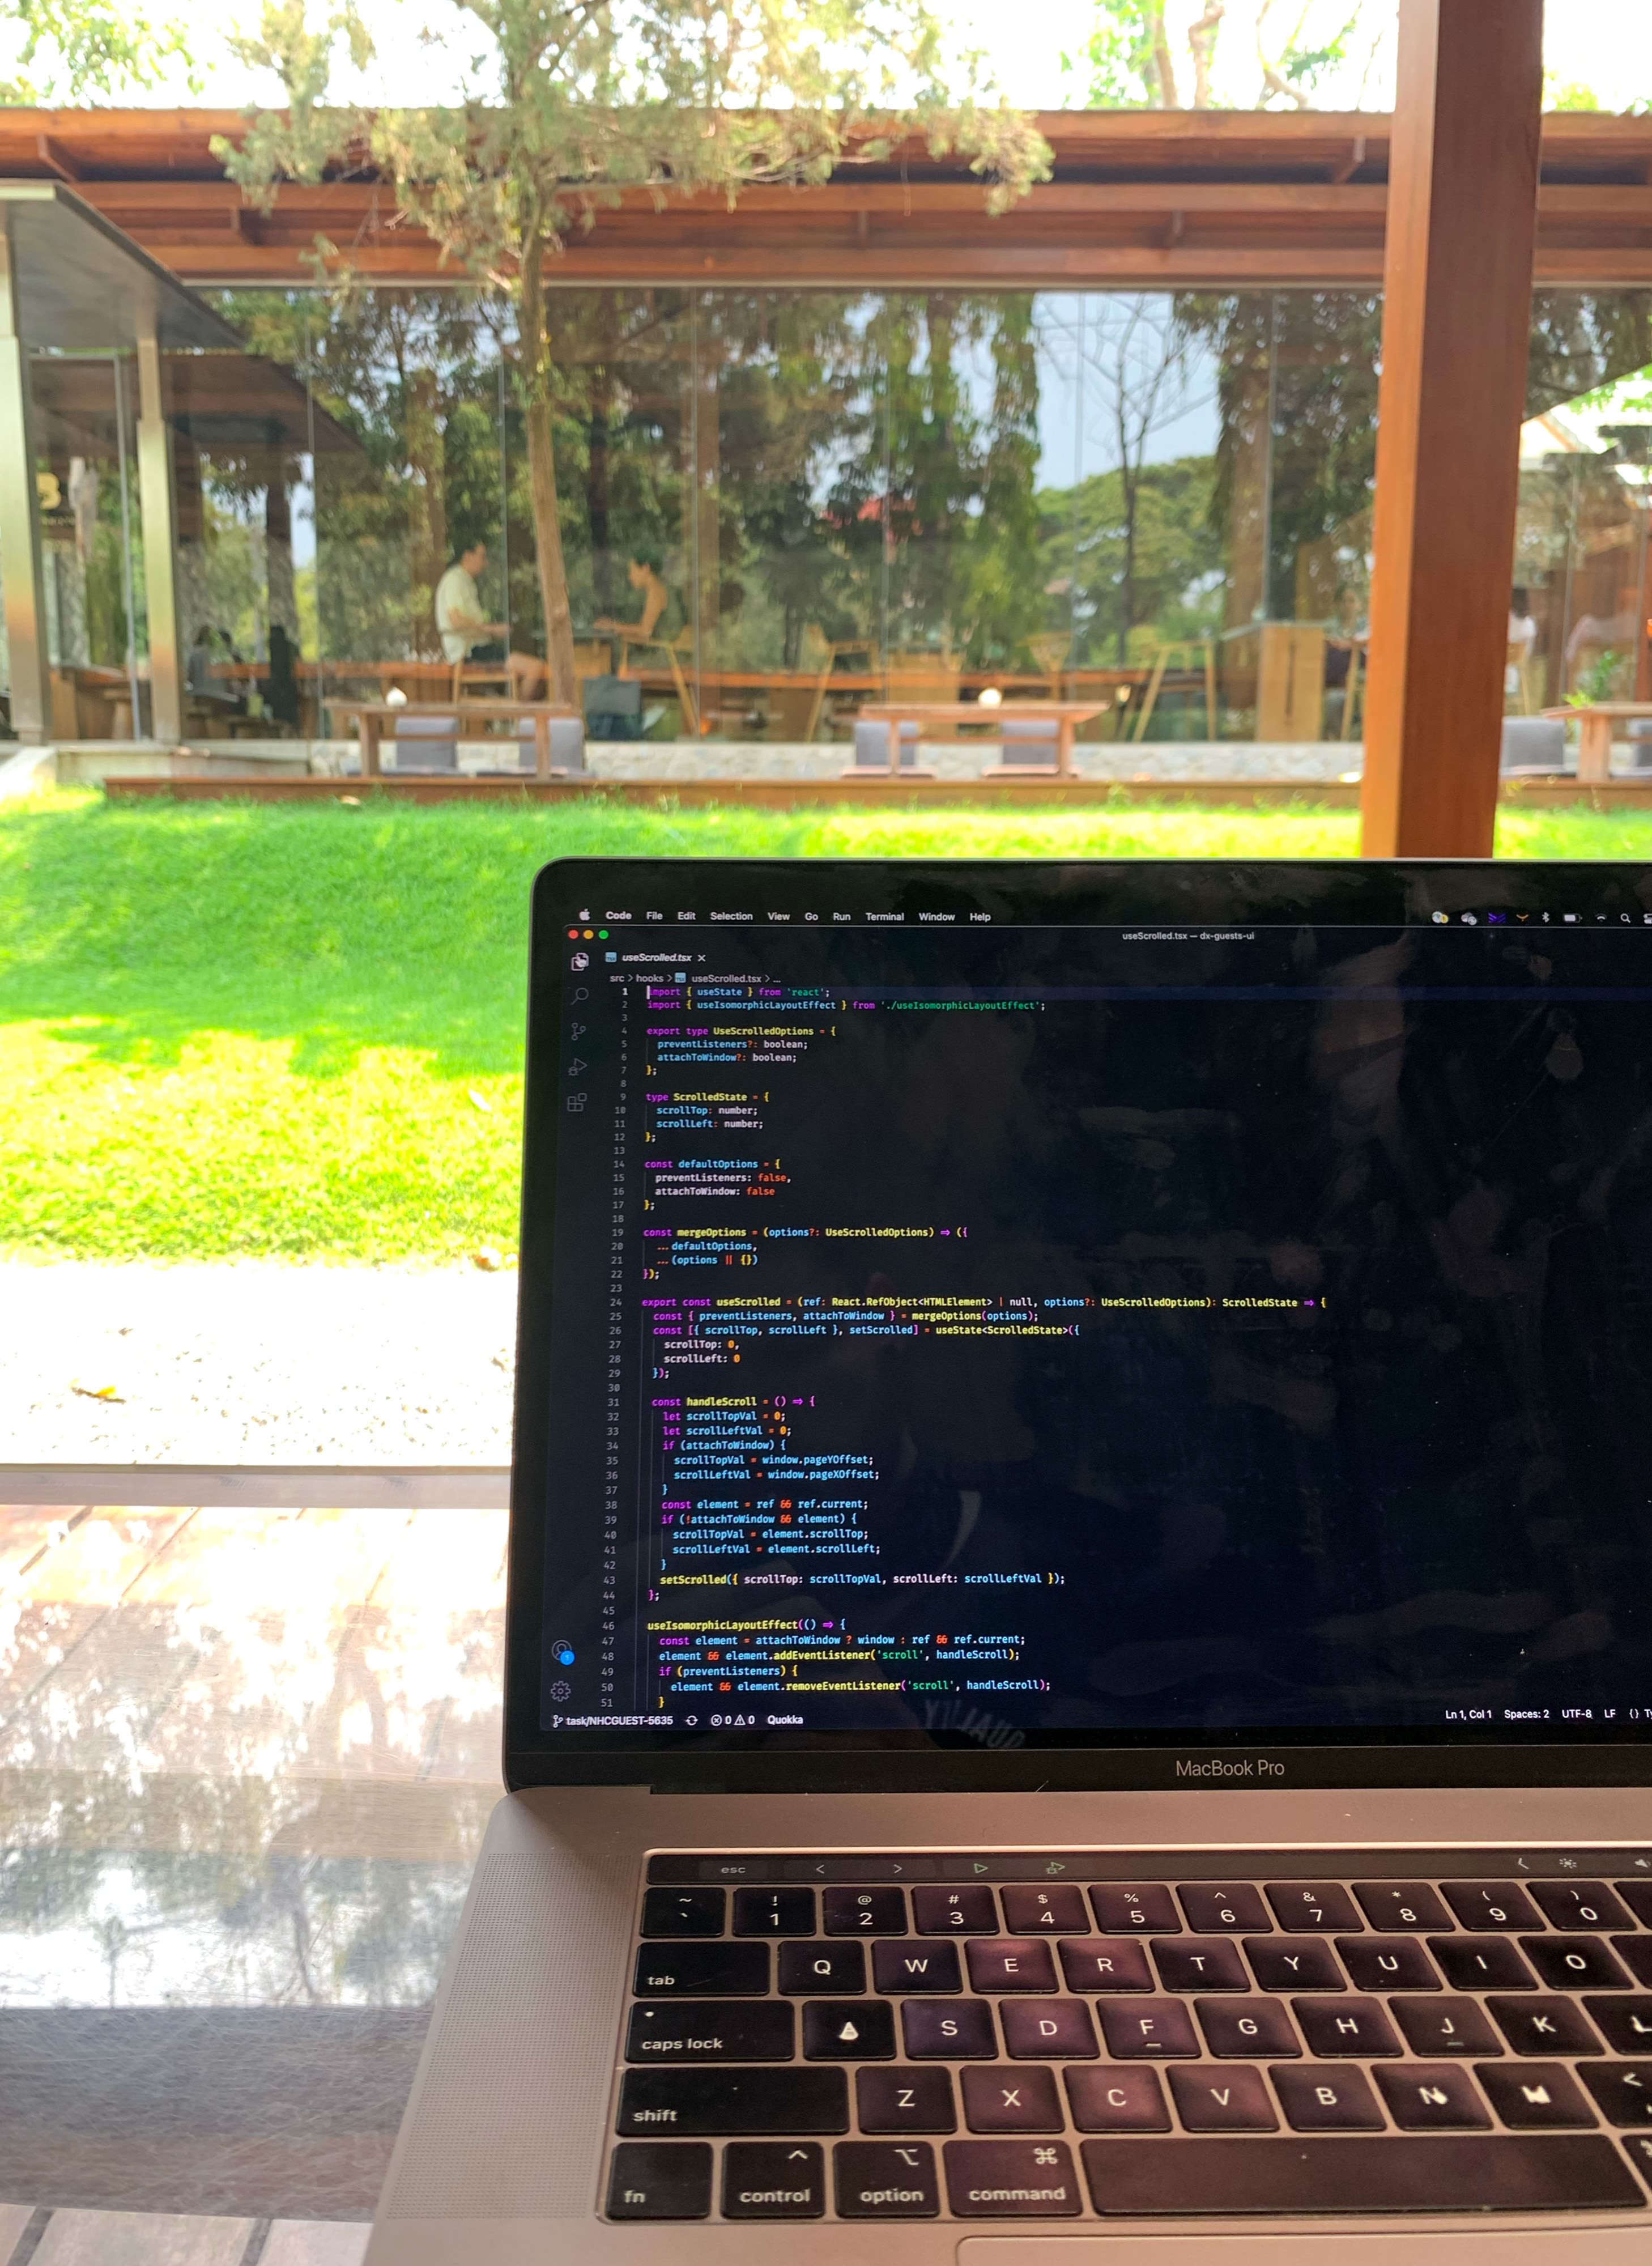 B
Code File Edit Selection View Go Run Terminal Window Help
useScrolled.tsx — dx-guests-ui
useScrolled.tsx ×
src > hooks > useScrolled.tsx > ...
1 import { useState } from 'react';
2 import { useIsomorphicLayoutEffect } from './useIsomorphicLayoutEffect';
3
4 export type UseScrolledOptions = {
5 preventListeners?: boolean;
6 attachToWindow?: boolean;
7 };
8
9 type ScrolledState = {
10 scrollTop: number;
11 scrollLeft: number;
12 };
13
14 const defaultOptions = {
15 preventListeners: false,
16 attachToWindow: false
17 };
18
19 const mergeOptions = (options?: UseScrolledOptions) => ({
20 ...defaultOptions,
21 ...(options || {})
22 });
23
24 export const useScrolled = (ref: React.RefObject<HTMLElement> | null, options?: UseScrolledOptions): ScrolledState => {
25 const { preventListeners, attachToWindow } = mergeOptions(options);
26 const [{ scrollTop, scrollLeft }, setScrolled] = useState<ScrolledState>({
27 scrollTop: 0,
28 scrollLeft: 0
29 });
30
31 const handleScroll = () => {
32 let scrollTopVal = 0;
33 let scrollLeftVal = 0;
34 if (attachToWindow) {
35 scrollTopVal = window.pageYOffset;
36 scrollLeftVal = window.pageXOffset;
37 }
38 const element = ref && ref.current;
39 if (!attachToWindow && element) {
40 scrollTopVal = element.scrollTop;
41 scrollLeftVal = element.scrollLeft;
42 }
43 setScrolled({ scrollTop: scrollTopVal, scrollLeft: scrollLeftVal });
44 };
45
46 useIsomorphicLayoutEffect(() => {
47 const element = attachToWindow ? window : ref && ref.current;
48 element && element.addEventListener('scroll', handleScroll);
49 if (preventListeners) {
50 element && element.removeEventListener('scroll', handleScroll);
51 }
1
task/NHCGUEST-5635 0 0 Quokka Ln 1, Col 1 Spaces: 2 UTF-8 LF {}
MacBook Pro
esc < >
~ ` ! 1 @ 2 # 3 $ 4 % 5 ^ 6 & 7 * 8 ( 9 ) 0
tab Q W E R T Y U I O
caps lock A S D F G H J K L
shift Z X C V B N M <
fn control option command